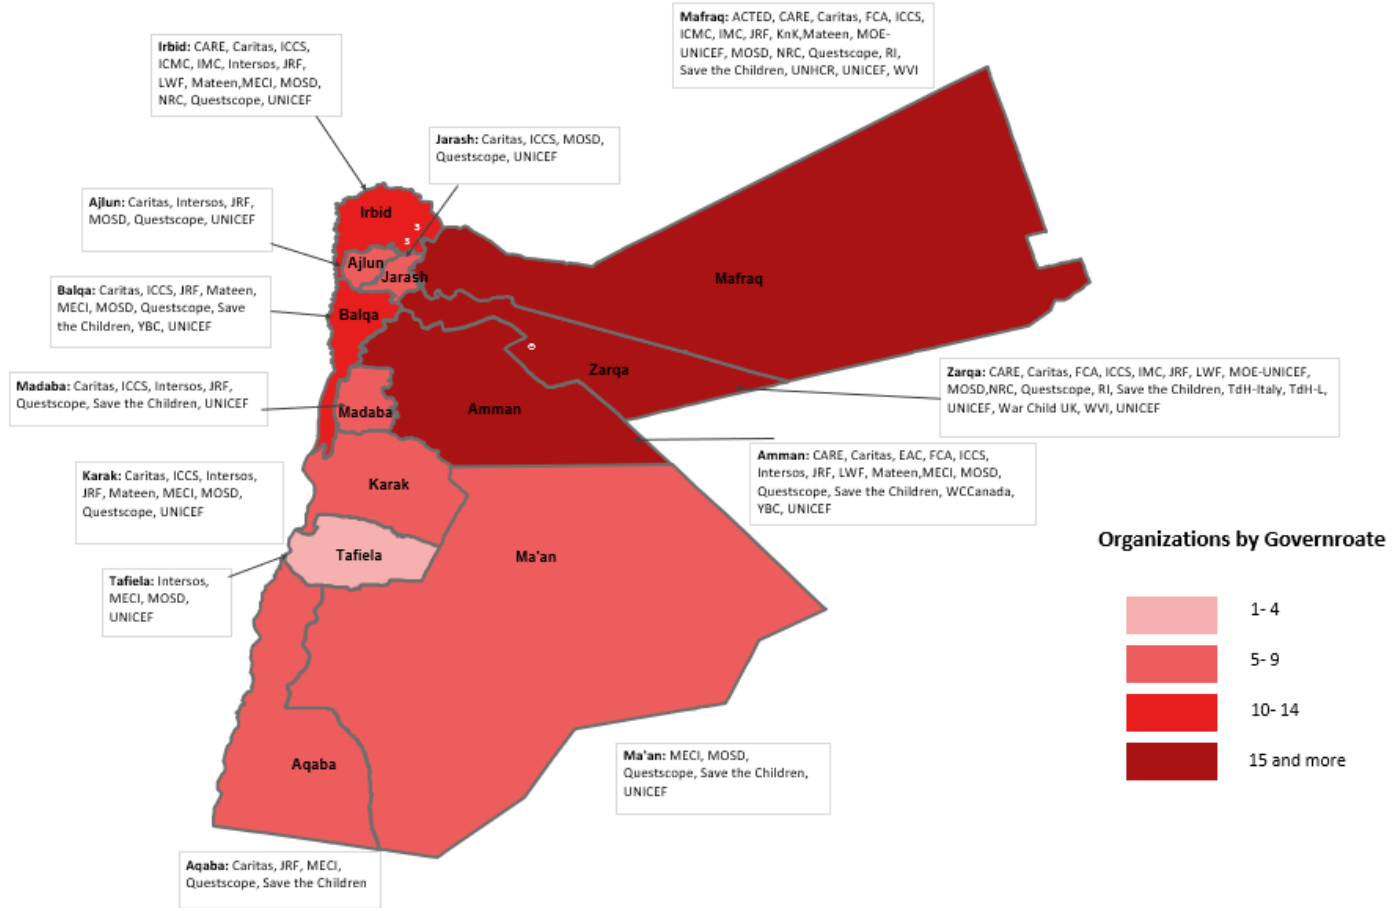 Mafraq: ACTED, CARE, Caritas, FCA, ICCS,
ICMC, IMC, JRF, KnK,Mateen, MOE-
UNICEF, MOSD, NRC, Questscope, RI,
Save the Children, UNHCR, UNICEF, WVI
Irbid: CARE, Caritas, ICCS,
ICMC, IMC, Intersos, JRF,
LWF, Mateen,MECI, MOSD,
NRC, Questscope, UNICEF
Jarash: Caritas, ICCS, MOSD,
Questscope, UNICEF
Ajlun: Caritas, Intersos, JRF,
MOSD, Questscope, UNICEF
Irbid
3
3
Ajlun
Jarash
Mafraq
Balqa: Caritas, ICCS, JRF, Mateen,
MECI, MOSD, Questscope, Save
the Children, YBC, UNICEF
Balqa
Zarqa
Zarqa: CARE, Caritas, FCA, ICCS, IMC, JRF, LWF, MOE-UNICEF,
MOSD,NRC, Questscope, RI, Save the Children, TdH-Italy, TdH-L,
UNICEF, War Child UK, WVI, UNICEF
Madaba: Caritas, ICCS, Intersos, JRF,
Questscope, Save the Children, UNICEF
Madaba
Amman
Amman: CARE, Caritas, EAC, FCA, ICCS,
Intersos, JRF, LWF, Mateen,MECI, MOSD,
Questscope, Save the Children, WCCanada,
YBC, UNICEF
Karak: Caritas, ICCS, Intersos,
JRF, Mateen, MECI, MOSD,
Questscope, UNICEF
Karak
Tafiela
Ma'an
Tafiela: Intersos,
MECI, MOSD,
UNICEF
Organizations by Governroate
1- 4
5- 9
10- 14
15 and more
Aqaba
Ma'an: MECI, MOSD,
Questscope, Save the Children,
UNICEF
Aqaba: Caritas, JRF, MECI,
Questscope, Save the Children